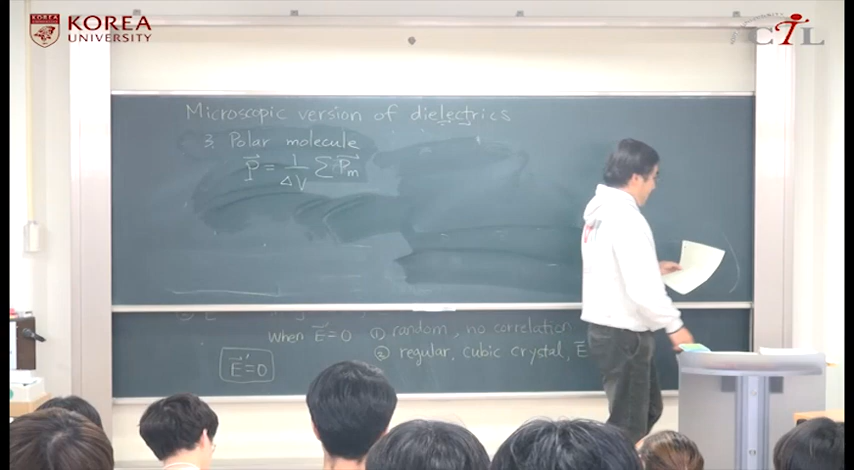 KOREA
UNIVERSITY
CTL
Microscopic version of dielectrics
3. Polar molecule
P⃗ = 1/ΔV Σ P⃗m
when E⃗=0 ① random, no correlation
② regular, cubic crystal, E⃗
E⃗'=0